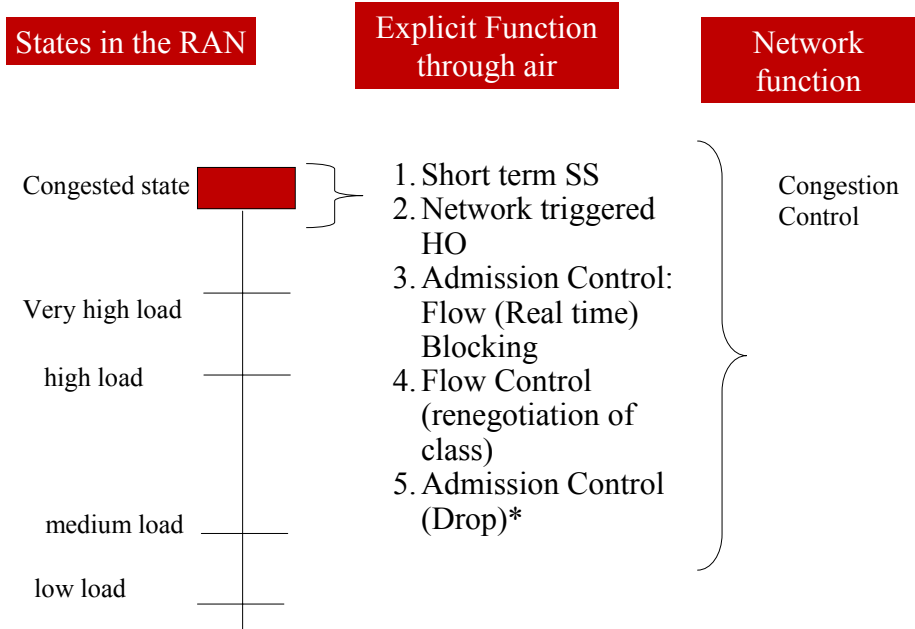 States in the RAN
Explicit Function
through air
Network
function
Congested state
Very high load
high load
medium load
low load
1. Short term SS
2. Network triggered
HO
3. Admission Control:
Flow (Real time)
Blocking
4. Flow Control
(renegotiation of
class)
5. Admission Control
(Drop)*
Congestion
Control